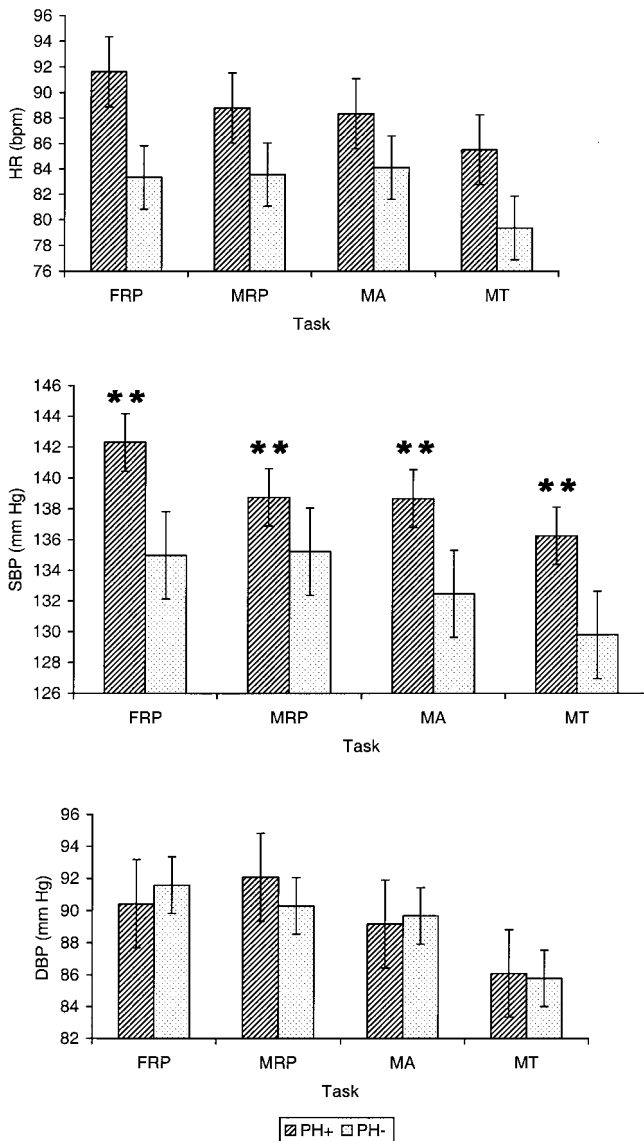 96
94
92
90
88
86
84
82
80
78
76
HR (bpm)
FRP MRP MA MT
Task
146
142
140
138
136
134
130
128
126
SBP (mm Hg)
** ** ** **
FRP MRP MA MT
Task
96
94
92
90
88
86
84
82
DBP (mm Hg)
FRP MRP MA MT
Task
PH+ PH-